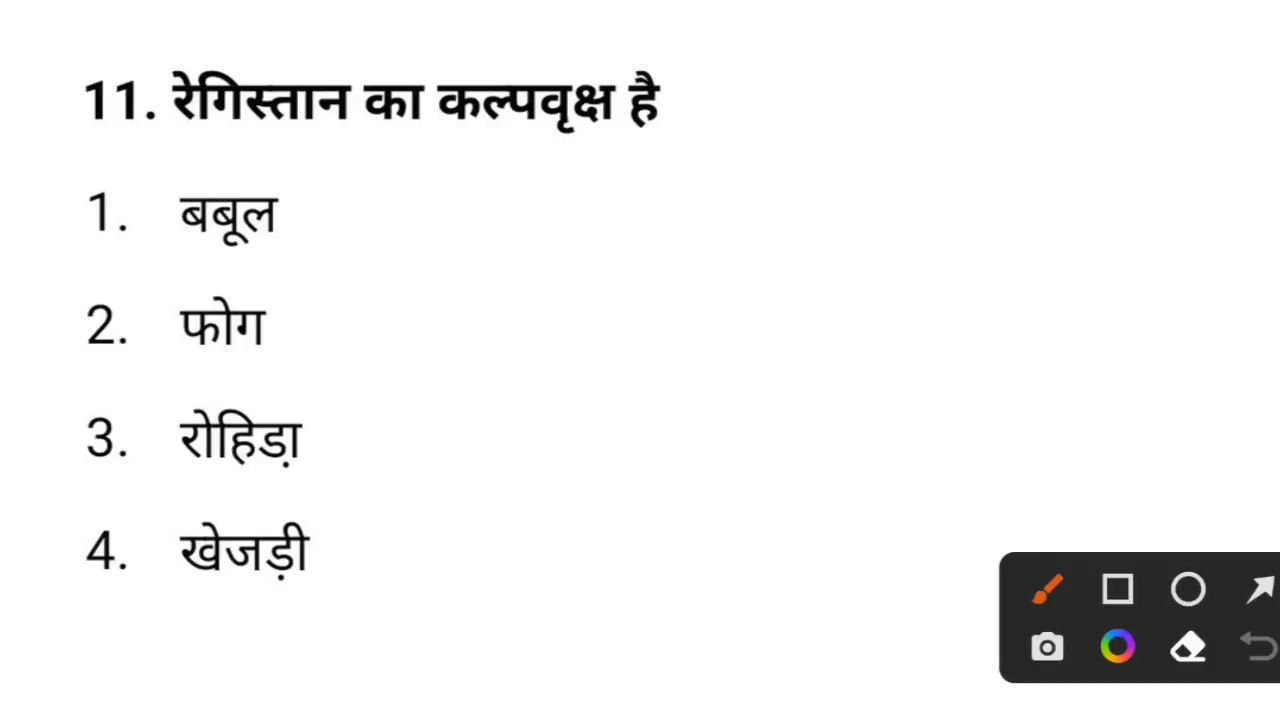 11. रेगिस्तान का कल्पवृक्ष है
1. बबूल
2. फोग
3. रोहिडा़
4. खेजड़ी